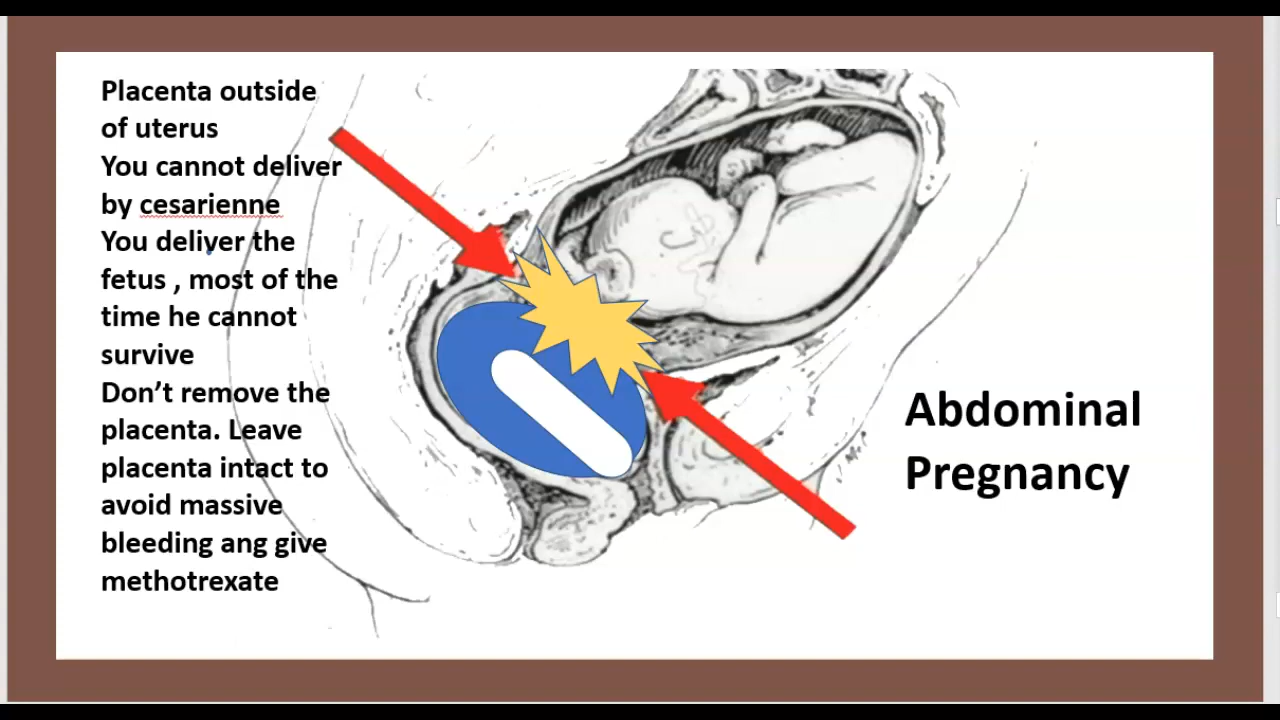 Placenta outside
of uterus
You cannot deliver
by cesarienne
You deliver the
fetus , most of the
time he cannot
survive
Don’t remove the
placenta. Leave
placenta intact to
avoid massive
bleeding ang give
methotrexate
Abdominal
Pregnancy